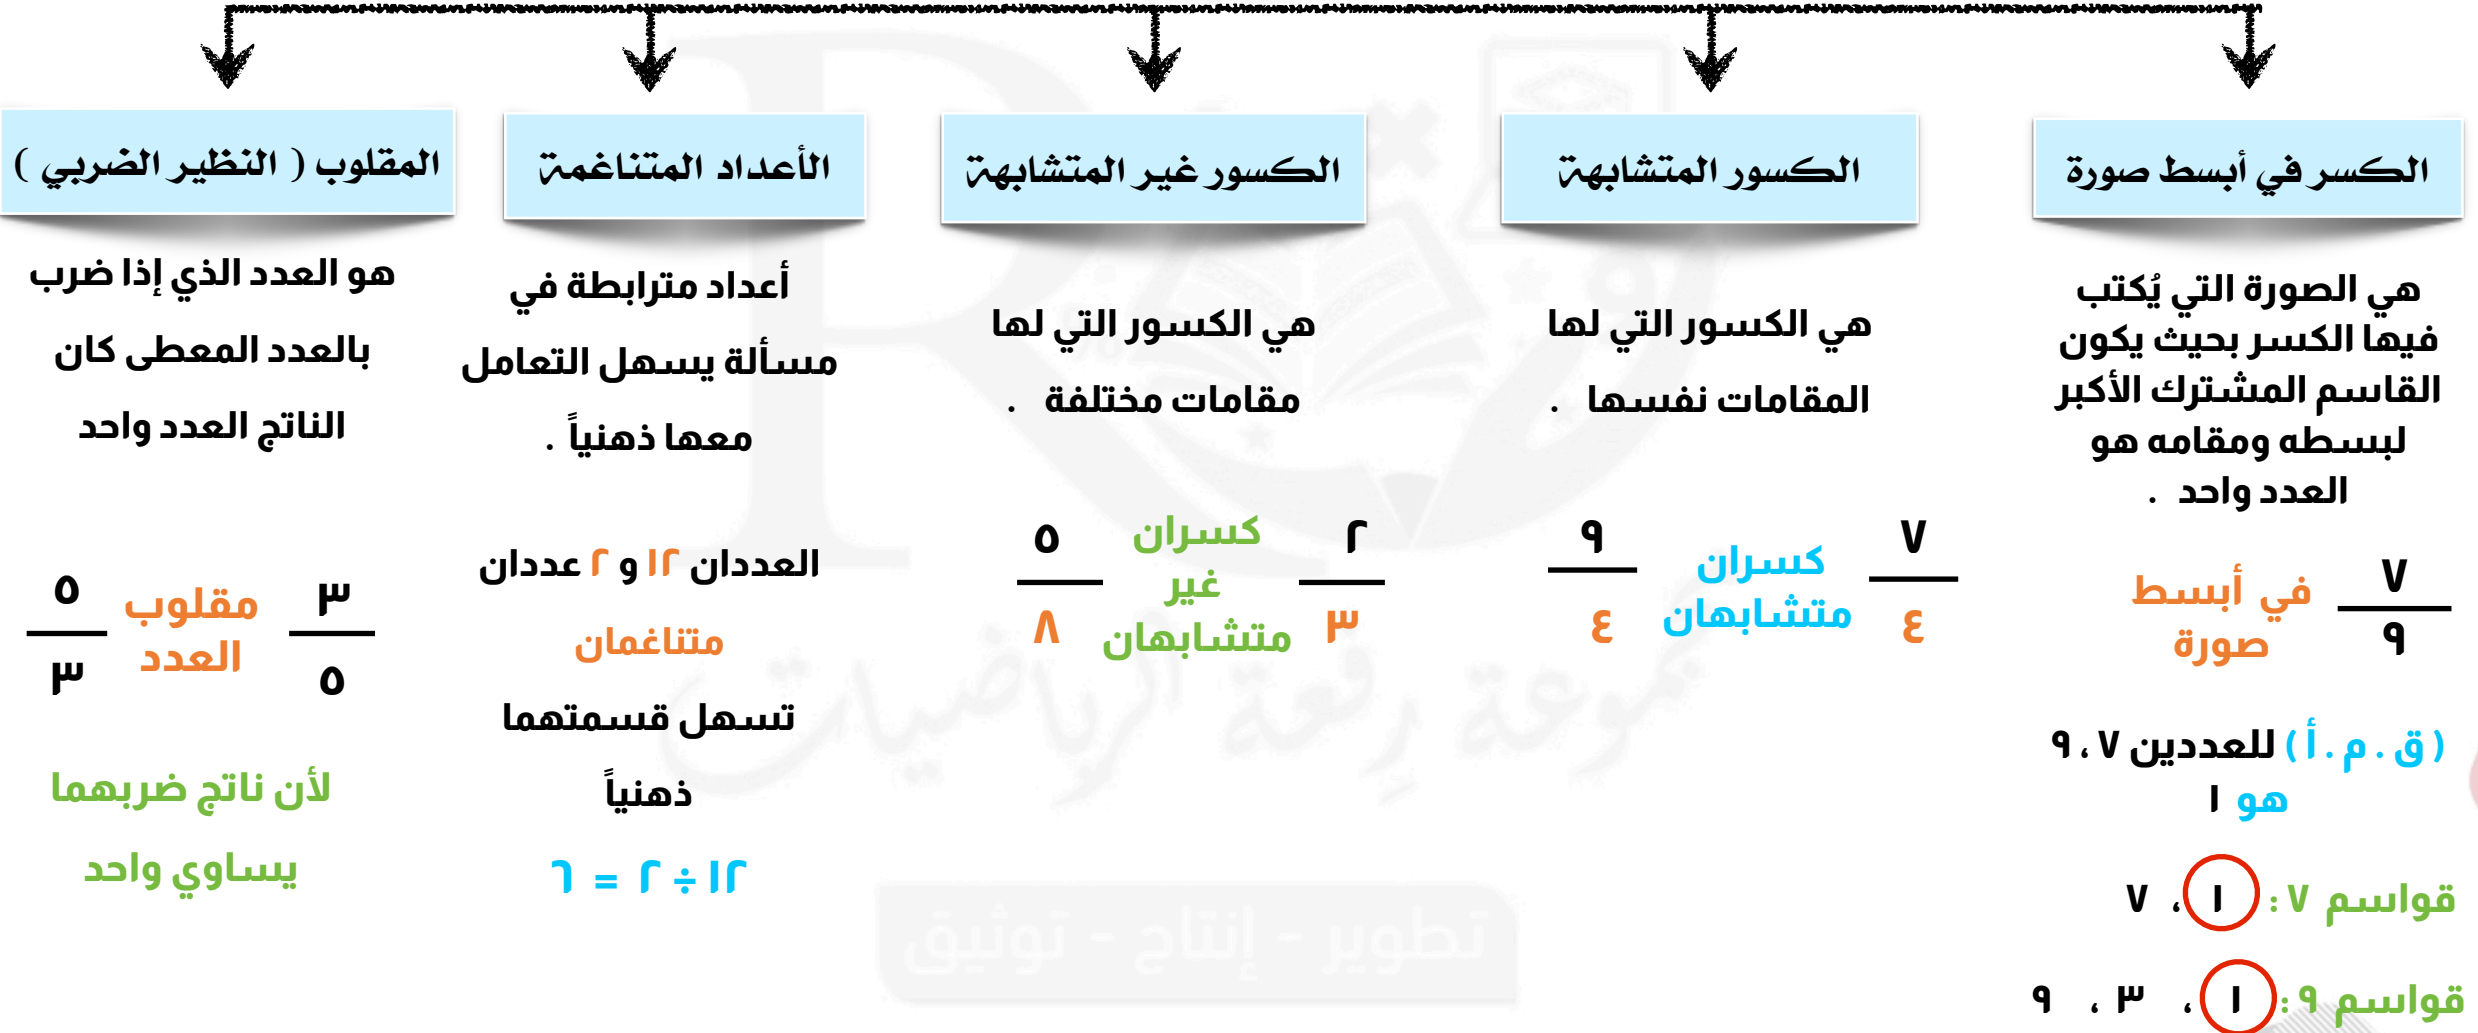 الكسر في أبسط صورة
هي الصورة التي يُكتب
فيها الكسر بحيث يكون
القاسم المشترك الأكبر
لبسطه ومقامه هو
العدد واحد .
٧
٩
في أبسط
صورة
( ق . م . أ ) للعددين ٧ ، ٩
هو ١
قواسم ٧ : ١ ، ٧
قواسم ٩ : ١ ، ٣ ، ٩
الكسور المتشابهة
هي الكسور التي لها
المقامات نفسها .
٧
٤
كسران
متشابهان
٩
٤
الكسور غير المتشابهة
هي الكسور التي لها
مقامات مختلفة .
٢
٣
كسران
غير
متشابهان
٥
٨
الأعداد المتناغمة
أعداد مترابطة في
مسألة يسهل التعامل
معها ذهنياً .
العددان ١٢ و ٢ عددان
متناغمان
تسهل قسمتهما
ذهنياً
١٢ ÷ ٢ = ٦
المقلوب ( النظير الضربي )
هو العدد الذي إذا ضرب
بالعدد المعطى كان
الناتج العدد واحد
٣
٥
مقلوب
العدد
٥
٣
لأن ناتج ضربهما
يساوي واحد
مجموعة رفعة الرياضيات
تطوير - إنتاج - توثيق